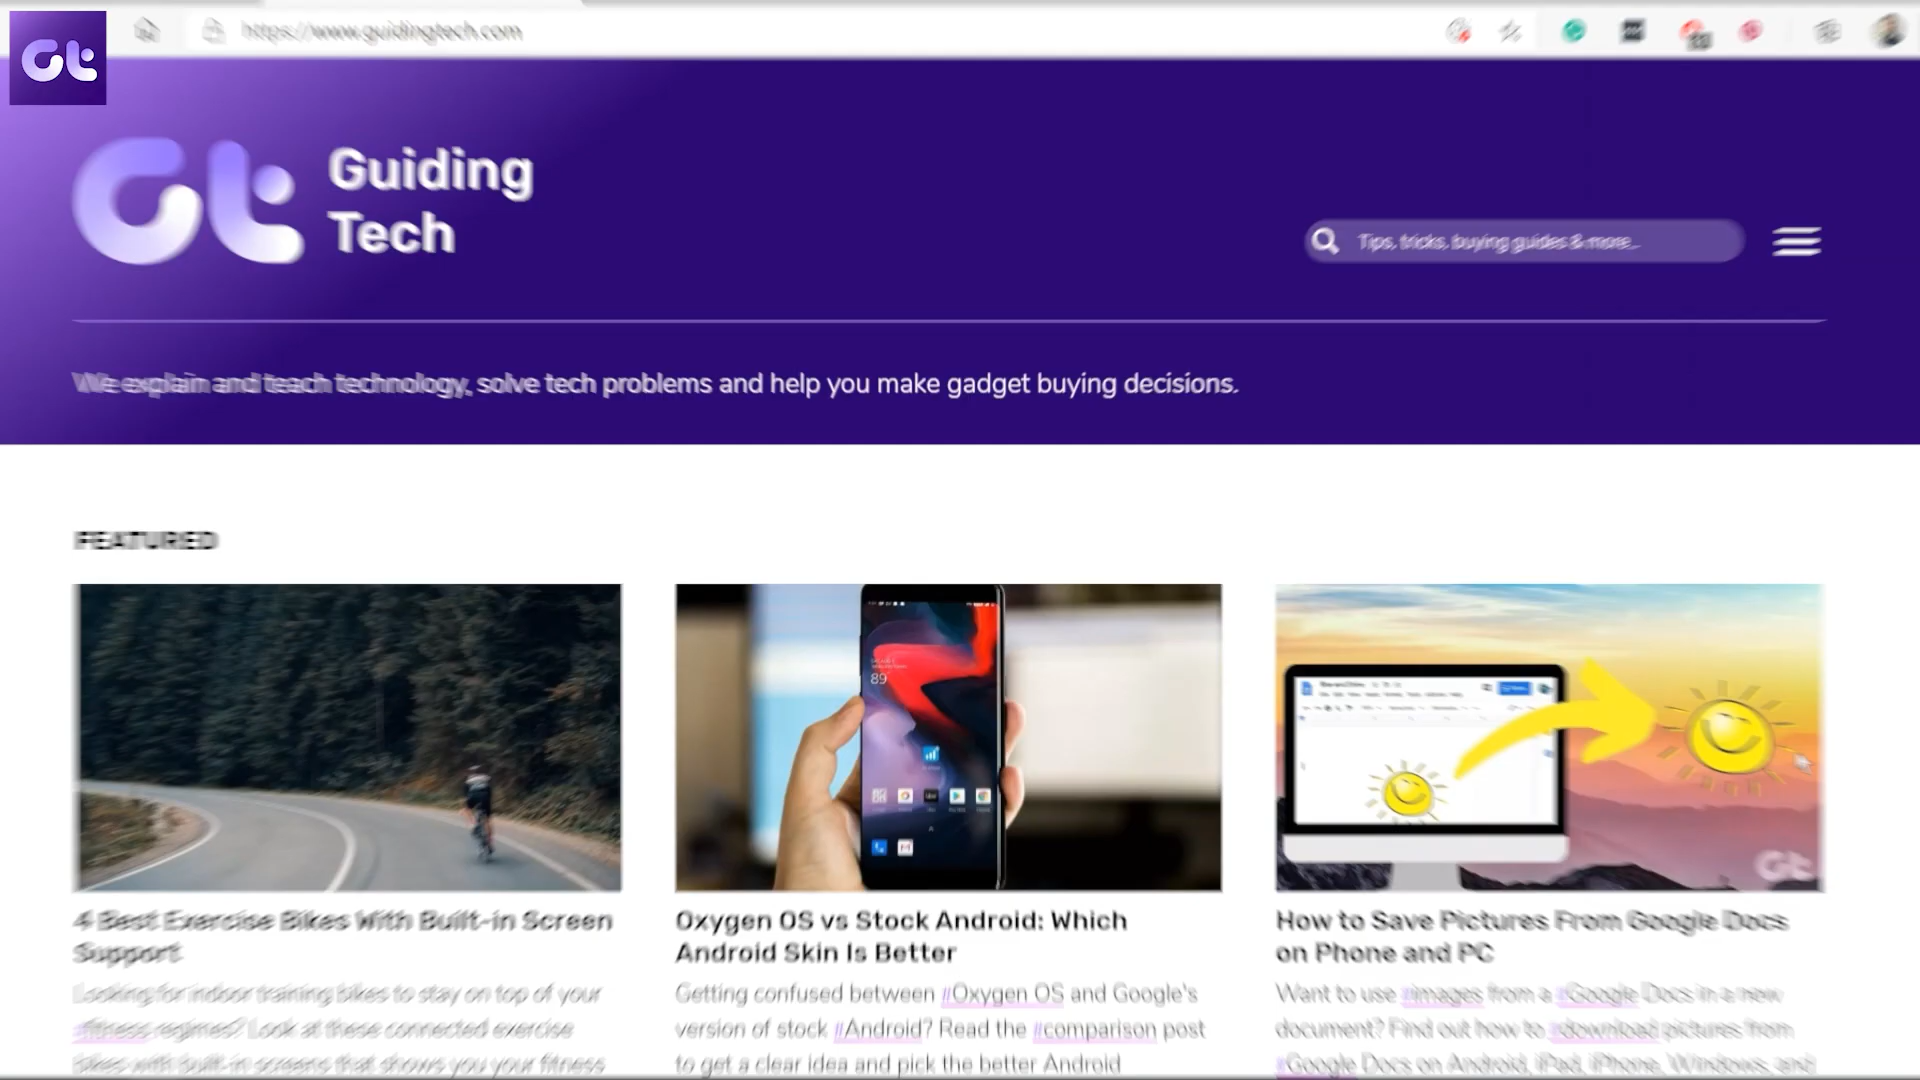 Gt
https://www.guidingtech.com
Gt Guiding
Tech
Tips, tricks, buying guides & more...
We explain and teach technology, solve tech problems and help you make gadget buying decisions.
FEATURED
89°
Gt
4 Best Exercise Bikes With Built-in Screen
Support
Looking for indoor training bikes to stay on top of your
#fitness regimes? Look at these connected exercise
bikes with built-in screens that shows you your fitness
Oxygen OS vs Stock Android: Which
Android Skin Is Better
Getting confused between #Oxygen OS and Google's
version of stock #Android? Read the #comparison post
to get a clear idea and pick the better Android
How to Save Pictures From Google Docs
on Phone and PC
Want to use #images from a #Google Docs in a new
document? Find out how to #download pictures from
#Google Docs on Android, iPad, iPhone, Windows, and